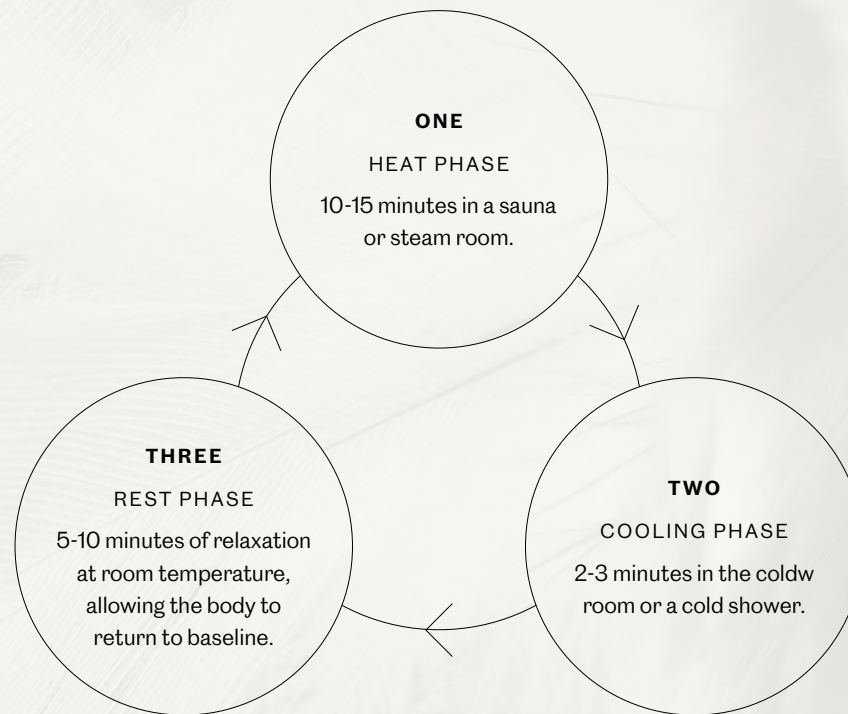 ONE
HEAT PHASE
10-15 minutes in a sauna
or steam room.
TWO
COOLING PHASE
2-3 minutes in the coldw
room or a cold shower.
THREE
REST PHASE
5-10 minutes of relaxation
at room temperature,
allowing the body to
return to baseline.